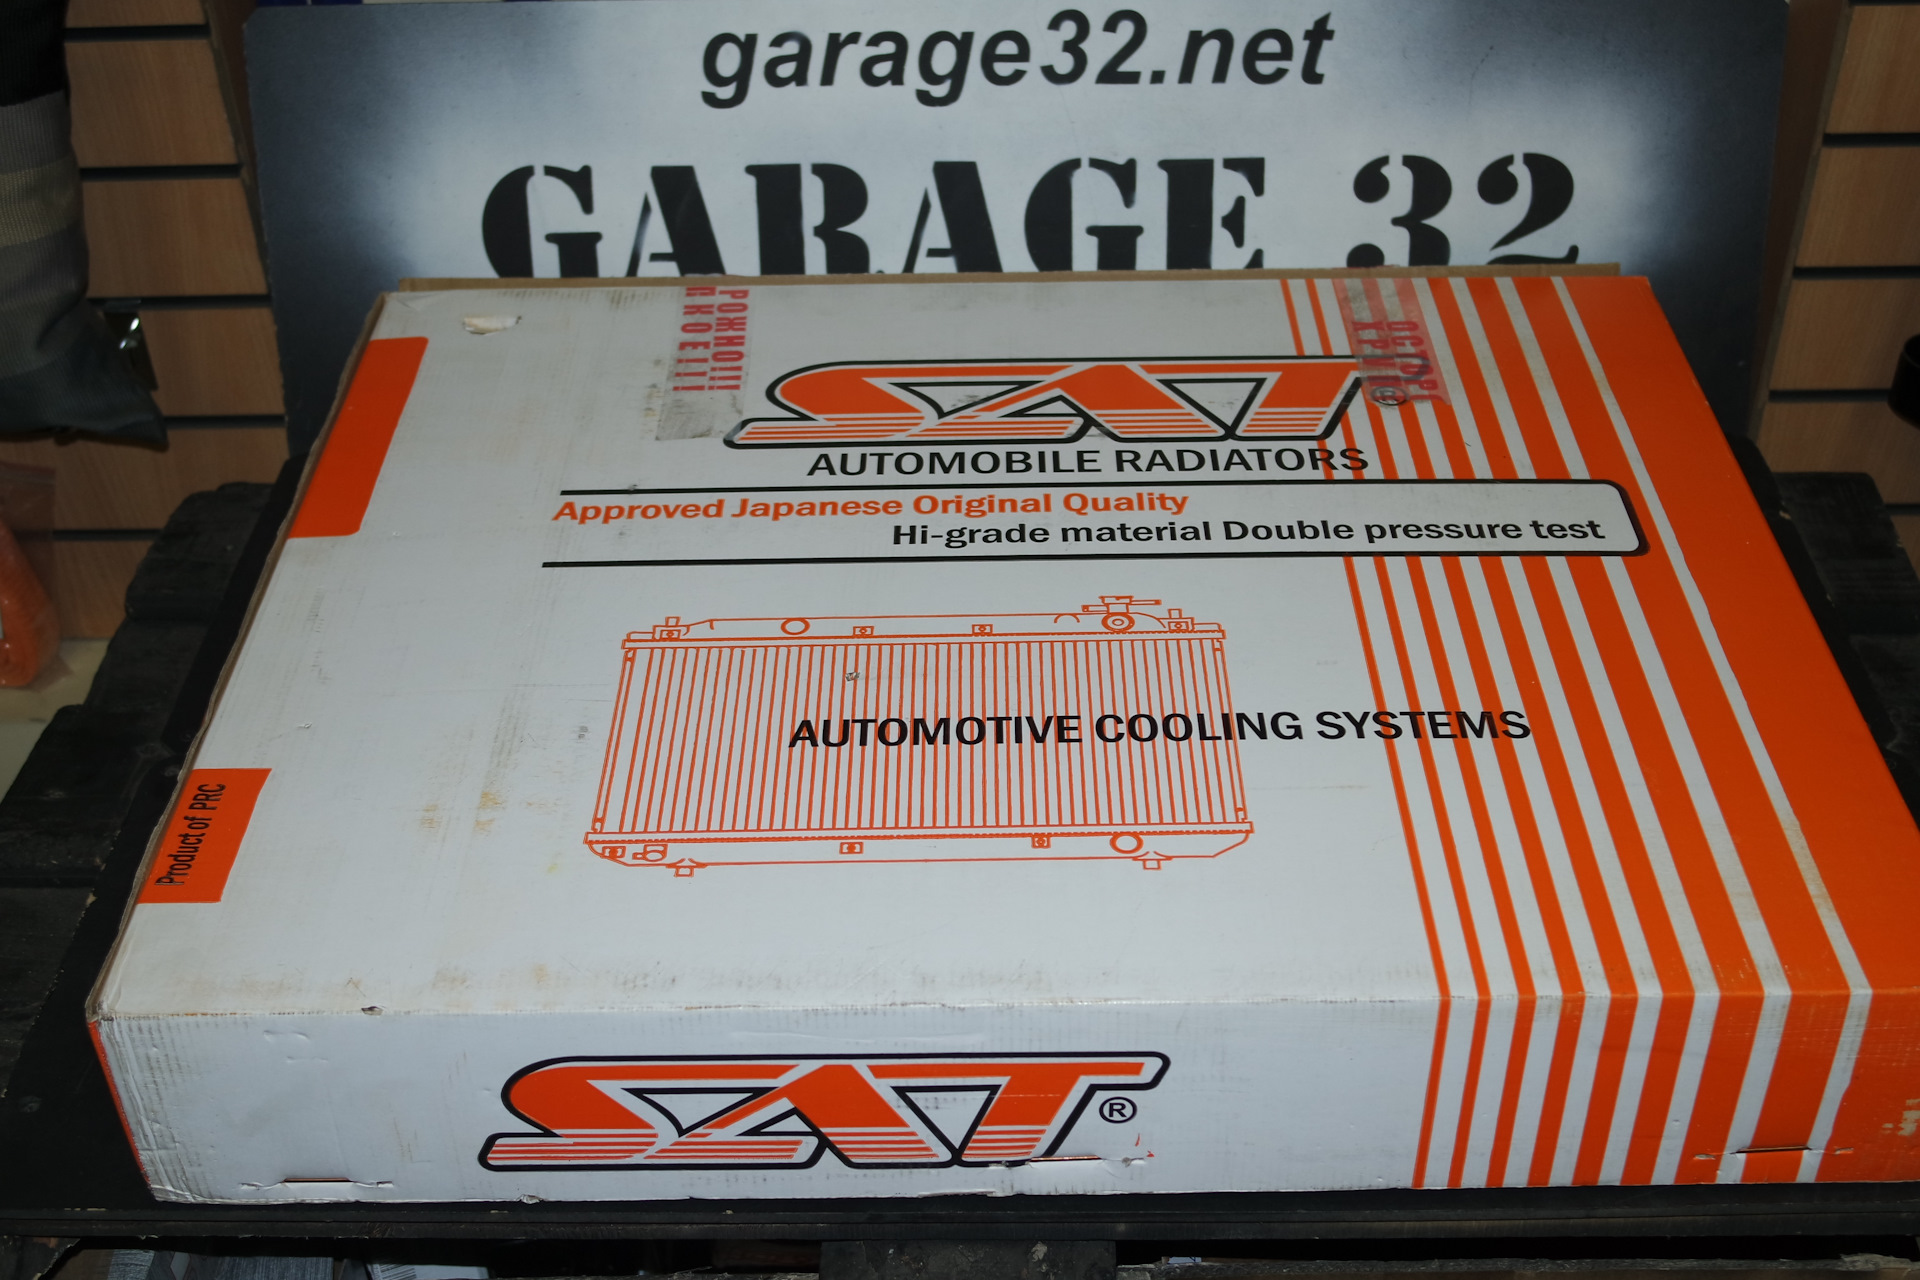 garage32.net
GARAGE 32
SAT
AUTOMOBILE RADIATORS
Approved Japanese Original Quality
Hi-grade material Double pressure test
AUTOMOTIVE COOLING SYSTEMS
Product of PRC
SAT®